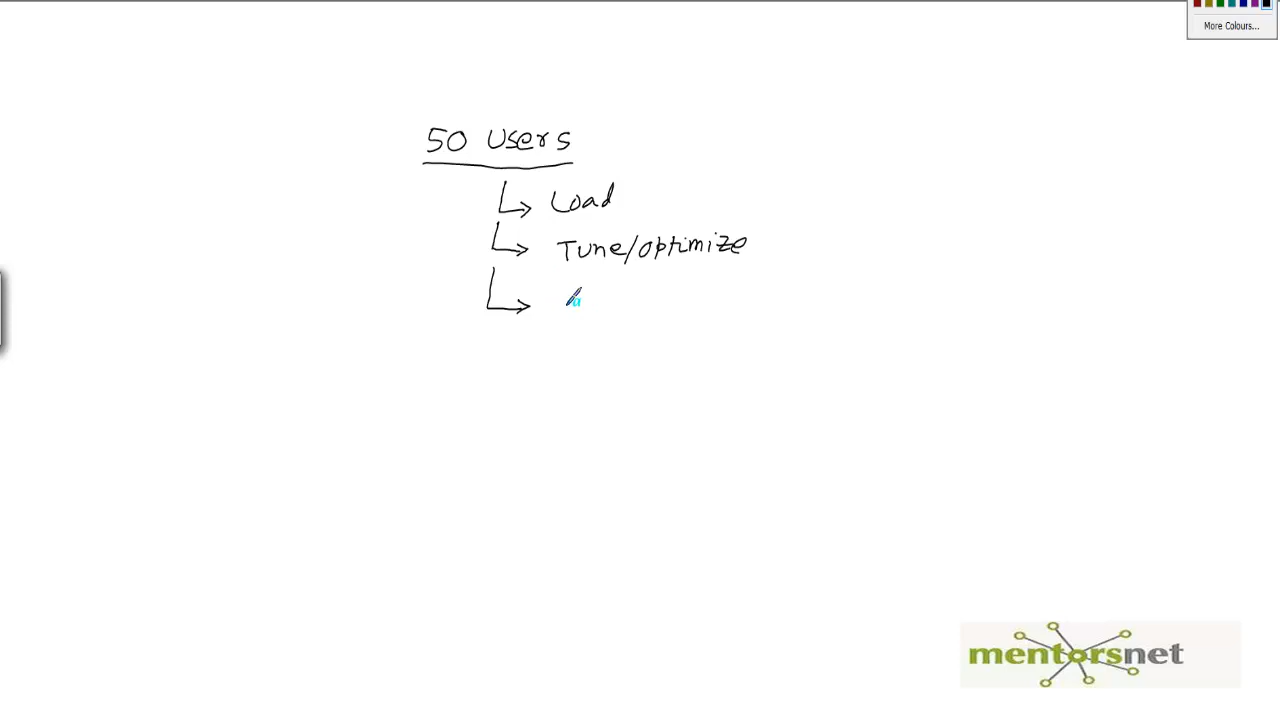 More Colours...
50 Users
Load
Tune/optimize
mentorsnet